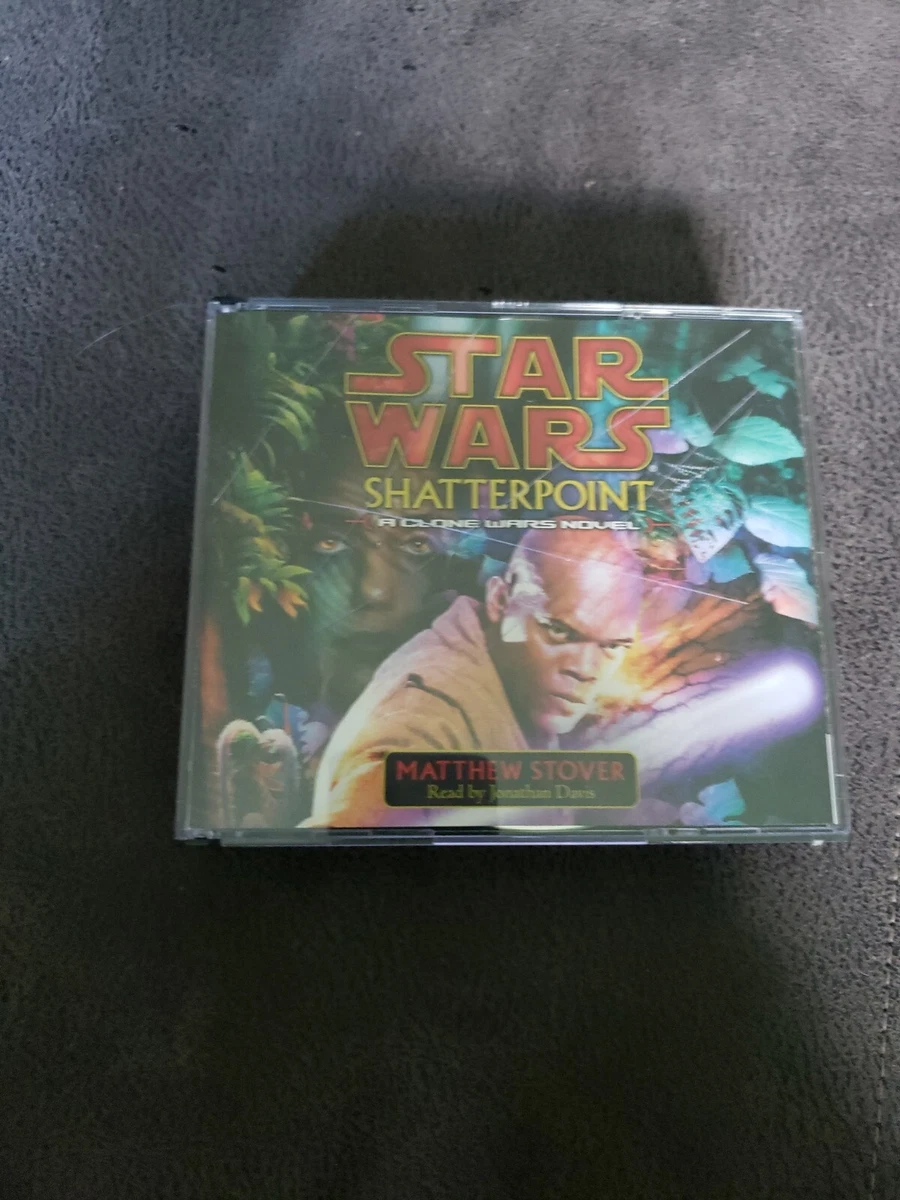 STAR
WARS
SHATTERPOINT
A CLONE WARS NOVEL
MATTHEW STOVER
Read by Jonathan Davis